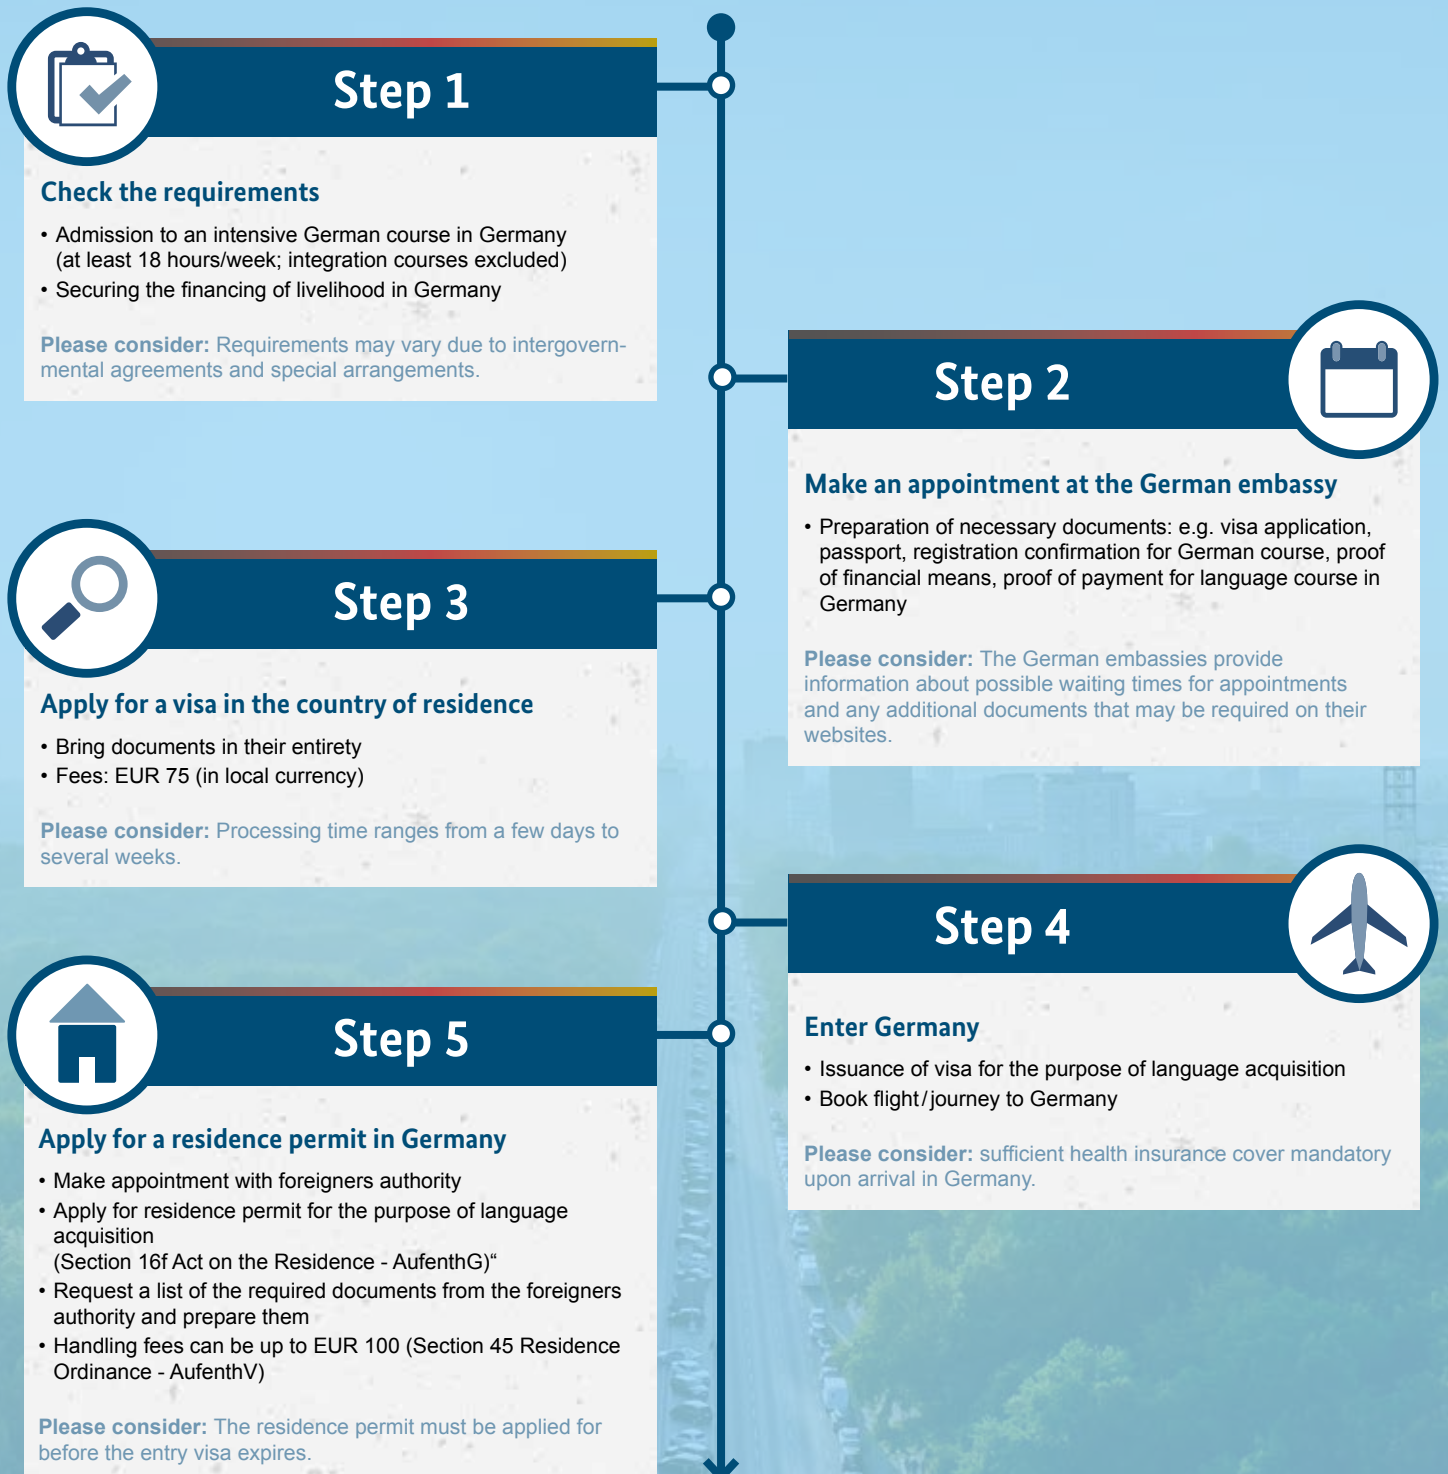 Step 1
Check the requirements
• Admission to an intensive German course in Germany
(at least 18 hours/week; integration courses excluded)
• Securing the financing of livelihood in Germany
Please consider: Requirements may vary due to intergovern-
mental agreements and special arrangements.
Step 2
Make an appointment at the German embassy
• Preparation of necessary documents: e.g. visa application,
passport, registration confirmation for German course, proof
of financial means, proof of payment for language course in
Germany
Please consider: The German embassies provide
information about possible waiting times for appointments
and any additional documents that may be required on their
websites.
Step 3
Apply for a visa in the country of residence
• Bring documents in their entirety
• Fees: EUR 75 (in local currency)
Please consider: Processing time ranges from a few days to
several weeks.
Step 4
Enter Germany
• Issuance of visa for the purpose of language acquisition
• Book flight/journey to Germany
Please consider: sufficient health insurance cover mandatory
upon arrival in Germany.
Step 5
Apply for a residence permit in Germany
• Make appointment with foreigners authority
• Apply for residence permit for the purpose of language
acquisition
(Section 16f Act on the Residence - AufenthG)“
• Request a list of the required documents from the foreigners
authority and prepare them
• Handling fees can be up to EUR 100 (Section 45 Residence
Ordinance - AufenthV)
Please consider: The residence permit must be applied for
before the entry visa expires.